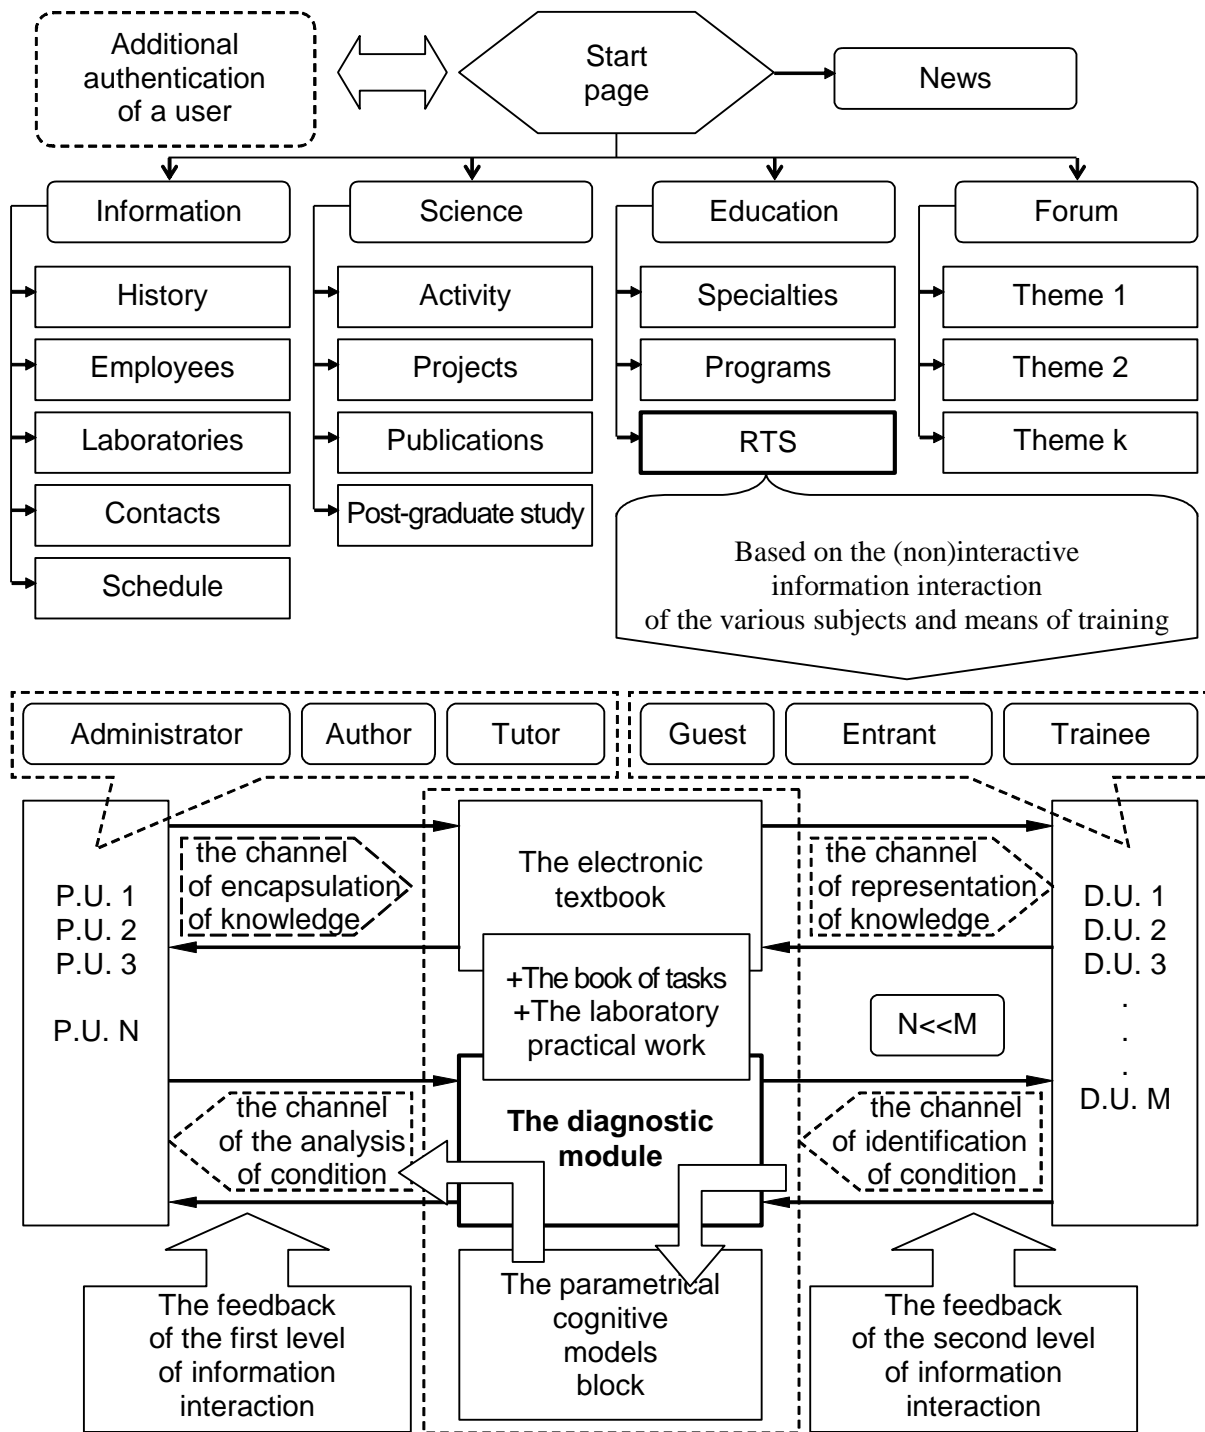 Additional
authentication
of a user
Start
page
News
Information
Science
Education
Forum
History
Activity
Specialties
Theme 1
Employees
Projects
Programs
Theme 2
Laboratories
Publications
RTS
Theme k
Contacts
Post-graduate study
Schedule
Based on the (non)interactive
information interaction
of the various subjects and means of training
Administrator
Author
Tutor
Guest
Entrant
Trainee
P.U. 1
P.U. 2
P.U. 3
P.U. N
the channel
of encapsulation
of knowledge
The electronic
textbook
the channel
of representation
of knowledge
D.U. 1
D.U. 2
D.U. 3
.
.
.
D.U. M
+The book of tasks
+The laboratory
practical work
N<<M
the channel
of the analysis
of condition
The diagnostic
module
the channel
of identification
of condition
The feedback
of the first level
of information
interaction
The parametrical
cognitive
models
block
The feedback
of the second level
of information
interaction